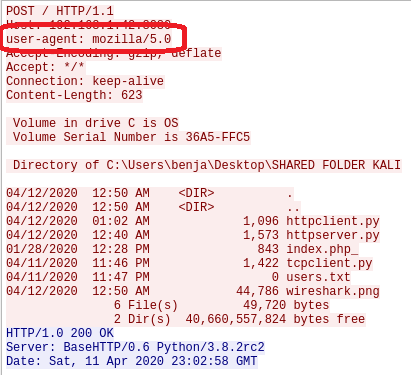 POST / HTTP/1.1
Host: 192.168.1.42:8080
user-agent: mozilla/5.0
Accept-Encoding: gzip, deflate
Accept: */*
Connection: keep-alive
Content-Length: 623
Volume in drive C is OS
Volume Serial Number is 36A5-FFC5
Directory of C:\Users\benja\Desktop\SHARED FOLDER KALI
04/12/2020  12:50 AM    <DIR>          .
04/12/2020  12:50 AM    <DIR>          ..
04/12/2020  01:02 AM             1,096 httpclient.py
04/12/2020  12:40 AM             1,573 httpserver.py
01/28/2020  12:28 PM               843 index.php_
04/11/2020  11:46 PM             1,422 tcpclient.py
04/11/2020  11:47 PM                 0 users.txt
04/12/2020  12:50 AM            44,786 wireshark.png
6 File(s)         49,720 bytes
2 Dir(s)  40,660,557,824 bytes free
HTTP/1.0 200 OK
Server: BaseHTTP/0.6 Python/3.8.2rc2
Date: Sat, 11 Apr 2020 23:02:58 GMT